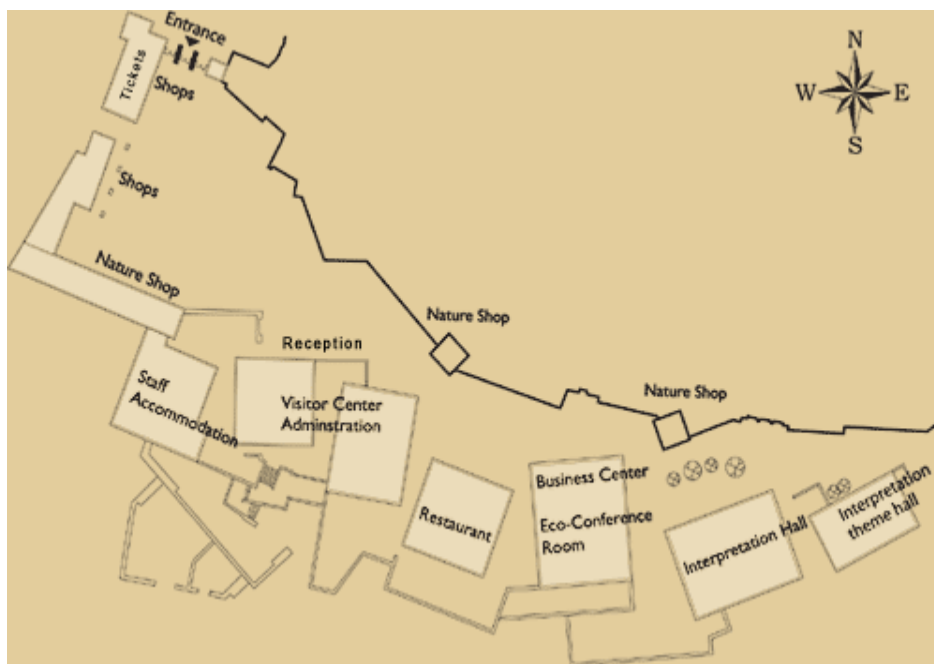 Entrance
N
Tickets
Shops
W
E
S
Shops
Nature Shop
Nature Shop
Reception
Staff
Accommodation
Visitor Center
Adminstration
Nature Shop
Business Center
Eco-Conference
Room
Restaurant
Interpretation Hall
Interpretation
theme hall